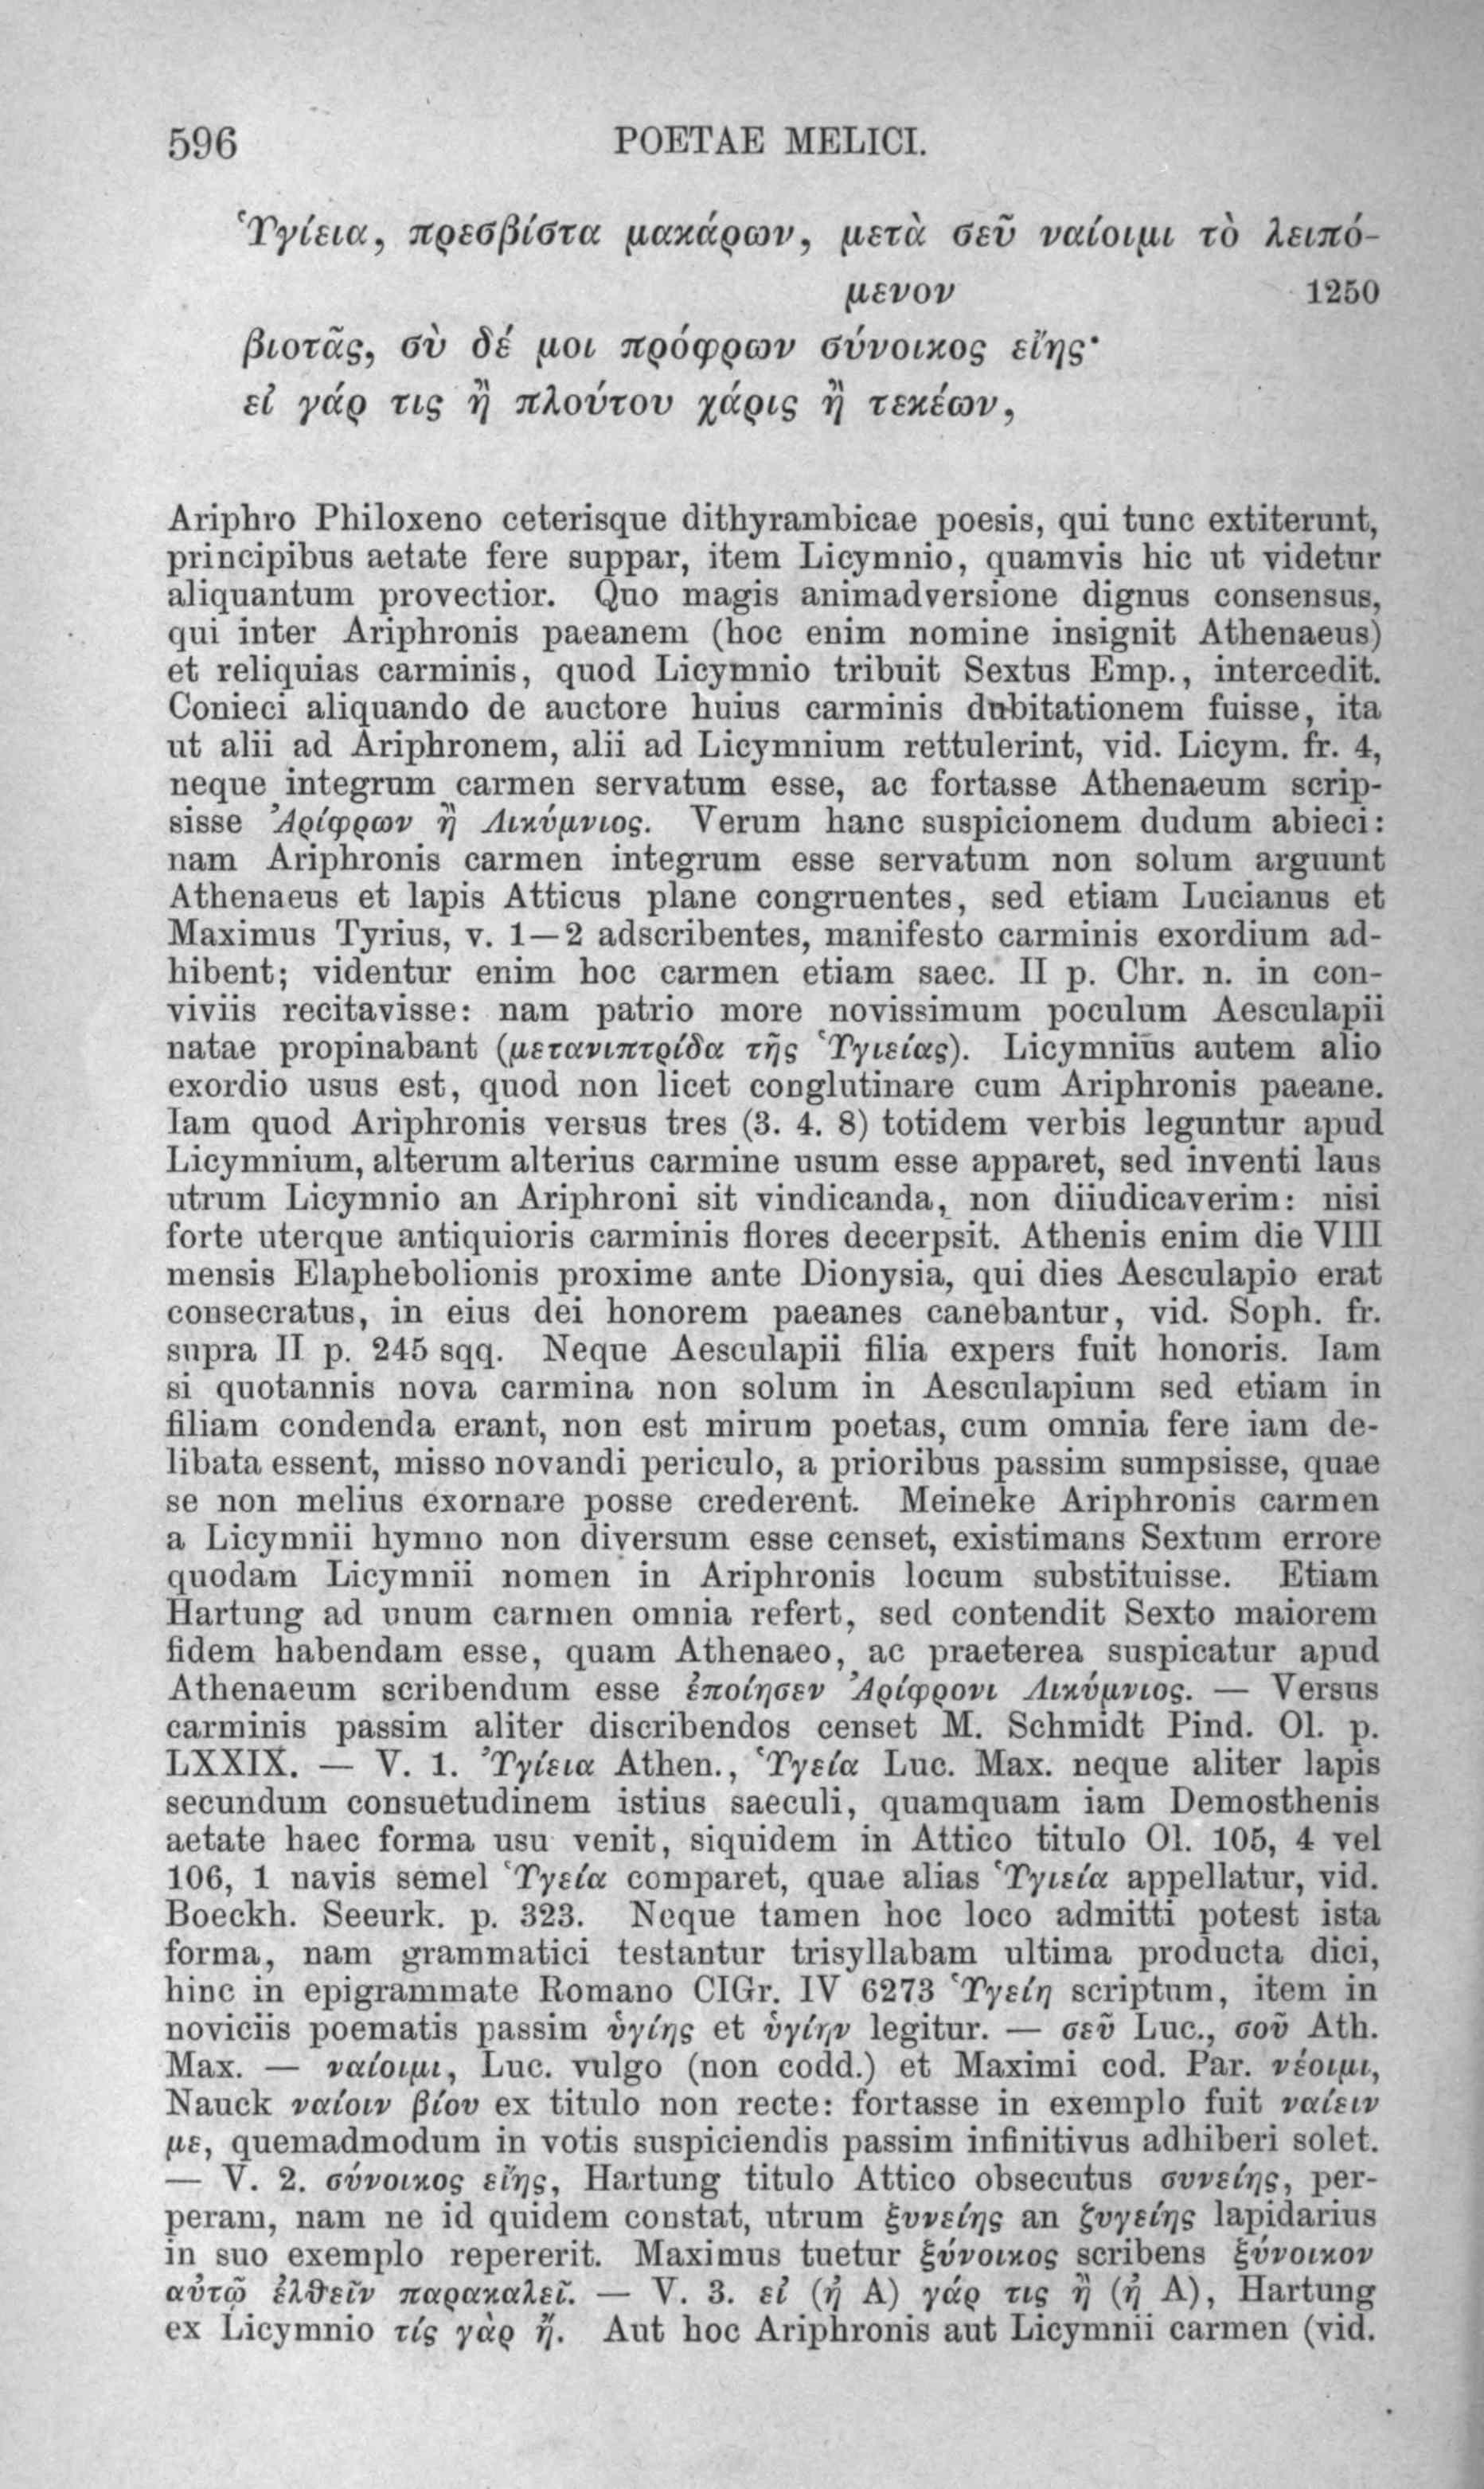 596
POETAE MELICI.
Ὑγίεια, πρεσβίστα μακάρων, μετὰ σεῦ ναίοιμι τὸ λειπό-
μενον 1250
βιοτᾶς, σὺ δέ μοι πρόφρων σύνοικος εἴης·
εἰ γάρ τις ἢ πλούτου χάρις ἢ τεκέων,
Ariphro Philoxeno ceterisque dithyrambicae poesis, qui tunc extiterunt,
principibus aetate fere suppar, item Licymnio, quamvis hic ut videtur
aliquantum provectior. Quo magis animadversione dignus consensus,
qui inter Ariphronis paeanem (hoc enim nomine insignit Athenaeus)
et reliquias carminis, quod Licymnio tribuit Sextus Emp., intercedit.
Conieci aliquando de auctore huius carminis dubitationem fuisse, ita
ut alii ad Ariphronem, alii ad Licymnium rettulerint, vid. Licym. fr. 4,
neque integrum carmen servatum esse, ac fortasse Athenaeum scrip-
sisse Ἀρίφρων ἢ Λικύμνιος. Verum hanc suspicionem dudum abieci:
nam Ariphronis carmen integrum esse servatum non solum arguunt
Athenaeus et lapis Atticus plane congruentes, sed etiam Lucianus et
Maximus Tyrius, v. 1—2 adscribentes, manifesto carminis exordium ad-
hibent; videntur enim hoc carmen etiam saec. II p. Chr. n. in con-
viviis recitavisse: nam patrio more novissimum poculum Aesculapii
natae propinabant (μετανιπτρίδα τῆς Ὑγιείας). Licymnius autem alio
exordio usus est, quod non licet conglutinare cum Ariphronis paeane.
Iam quod Ariphronis versus tres (3. 4. 8) totidem verbis leguntur apud
Licymnium, alterum alterius carmine usum esse apparet, sed inventi laus
utrum Licymnio an Ariphroni sit vindicanda, non diiudicaverim: nisi
forte uterque antiquioris carminis flores decerpsit. Athenis enim die VIII
mensis Elaphebolionis proxime ante Dionysia, qui dies Aesculapio erat
consecratus, in eius dei honorem paeanes canebantur, vid. Soph. fr.
supra II p. 245 sqq. Neque Aesculapii filia expers fuit honoris. Iam
si quotannis nova carmina non solum in Aesculapium sed etiam in
filiam condenda erant, non est mirum poetas, cum omnia fere iam de-
libata essent, misso novandi periculo, a prioribus passim sumpsisse, quae
se non melius exornare posse crederent. Meineke Ariphronis carmen
a Licymnii hymno non diversum esse censet, existimans Sextum errore
quodam Licymnii nomen in Ariphronis locum substituisse. Etiam
Hartung ad unum carmen omnia refert, sed contendit Sexto maiorem
fidem habendam esse, quam Athenaeo, ac praeterea suspicatur apud
Athenaeum scribendum esse ἐποίησεν Ἀρίφρονι Λικύμνιος. — Versus
carminis passim aliter discribendos censet M. Schmidt Pind. Ol. p.
LXXIX. — V. 1. Ὑγίεια Athen., Ὑγεία Luc. Max. neque aliter lapis
secundum consuetudinem istius saeculi, quamquam iam Demosthenis
aetate haec forma usu venit, siquidem in Attico titulo Ol. 105, 4 vel
106, 1 navis semel Ὑγεία comparet, quae alias Ὑγιεία appellatur, vid.
Boeckh. Seeurk. p. 323. Neque tamen hoc loco admitti potest ista
forma, nam grammatici testantur trisyllabam ultima producta dici,
hinc in epigrammate Romano CIGr. IV 6273 Ὑγείη scriptum, item in
noviciis poematis passim ὑγίης et ὑγίην legitur. — σεῦ Luc., σοῦ Ath.
Max. — ναίοιμι, Luc. vulgo (non codd.) et Maximi cod. Par. νέοιμι,
Nauck ναίοιν βίου ex titulo non recte: fortasse in exemplo fuit ναίειν
με, quemadmodum in votis suspiciendis passim infinitivus adhiberi solet.
— V. 2. σύνοικος εἴης, Hartung titulo Attico obsecutus συνείης, per-
peram, nam ne id quidem constat, utrum ξυνείης an ζυγείης lapidarius
in suo exemplo repererit. Maximus tuetur ξύνοικος scribens ξύνοικον
αὐτῷ ἐλθεῖν παρακαλεῖ. — V. 3. εἰ (ἠ A) γάρ τις ἢ (ἠ A), Hartung
ex Licymnio τίς γὰρ ἤ. Aut hoc Ariphronis aut Licymnii carmen (vid.